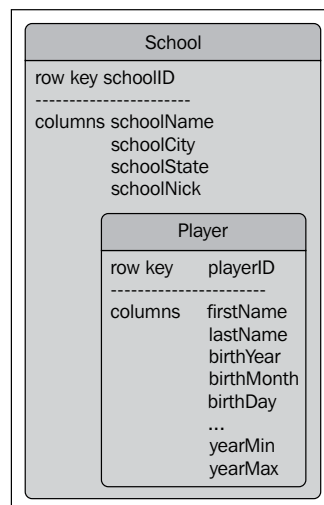 School
row key schoolID
-----------------------
columns schoolName
schoolCity
schoolState
schoolNick
Player
row key playerID
-----------------------
columns firstName
lastName
birthYear
birthMonth
birthDay
...
yearMin
yearMax